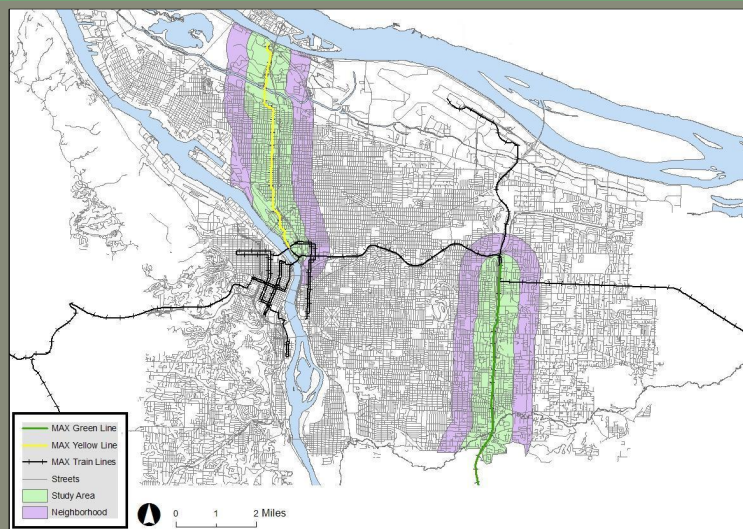 MAX Green Line
MAX Yellow Line
MAX Train Lines
Streets
Study Area
Neighborhood
0 1 2 Miles